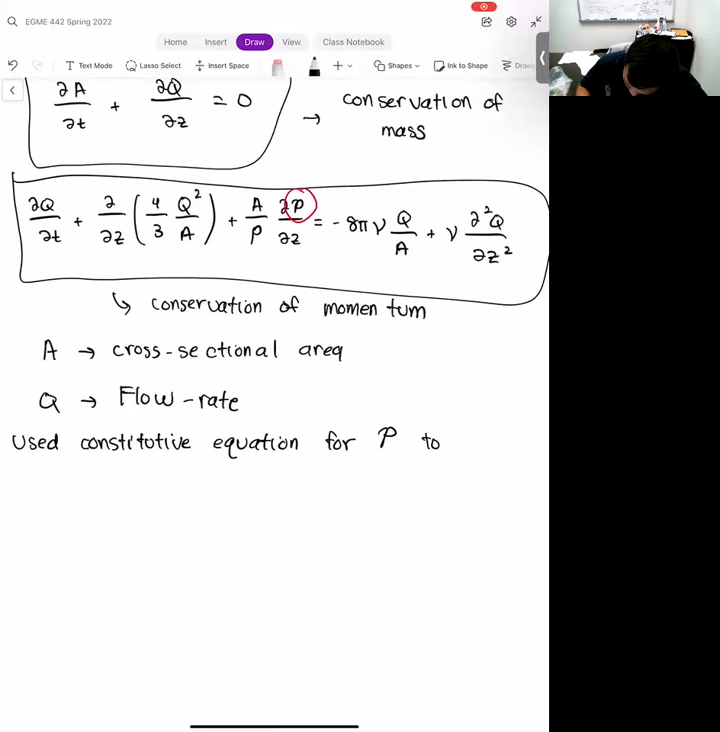 EGME 442 Spring 2022
Home Insert Draw View Class Notebook
T Text Mode Lasso Select Insert Space Shapes Ink to Shape Draw
∂A/∂t + ∂Q/∂z = 0 → conservation of
mass
∂Q/∂t + ∂/∂z (4/3 Q²/A) + A/ρ ∂P/∂z = - 8πν Q/A + ν ∂²Q/∂z²
↳ conservation of momentum
A → cross-sectional area
Q → Flow-rate
Used constitutive equation for P to